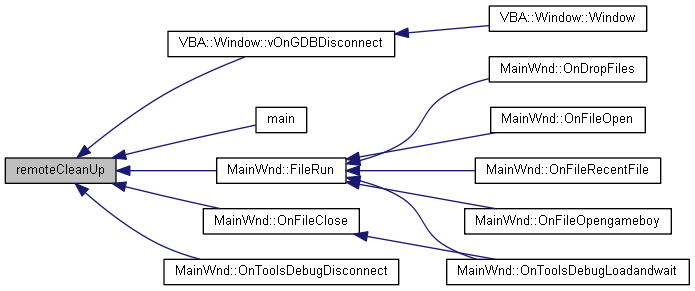 VBA::Window::Window
VBA::Window::vOnGDBDisconnect
MainWnd::OnDropFiles
main
MainWnd::OnFileOpen
remoteCleanUp
MainWnd::FileRun
MainWnd::OnFileRecentFile
MainWnd::OnFileClose
MainWnd::OnFileOpengameboy
MainWnd::OnToolsDebugDisconnect
MainWnd::OnToolsDebugLoadandwait